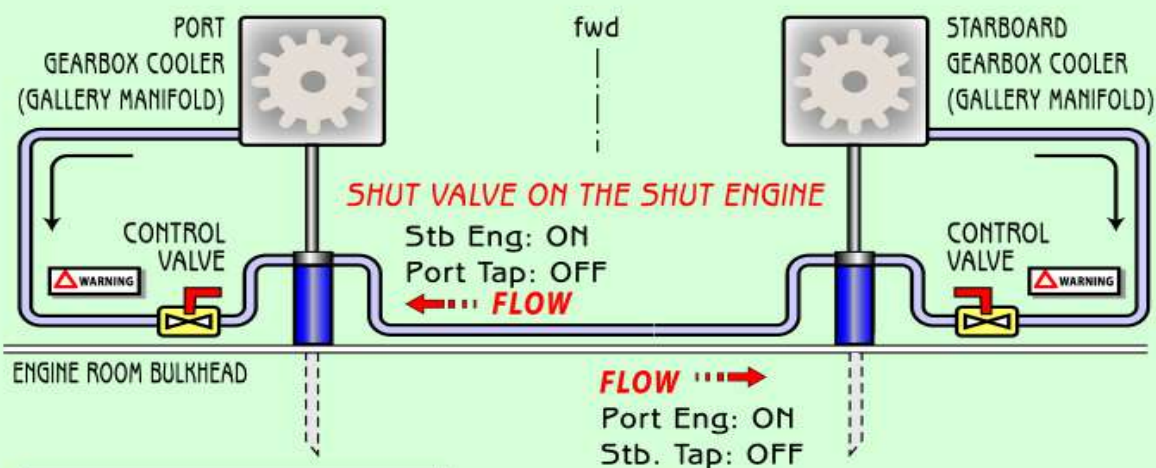 PORT
GEARBOX COOLER
(GALLERY MANIFOLD)
fwd
STARBOARD
GEARBOX COOLER
(GALLERY MANIFOLD)
SHUT VALVE ON THE SHUT ENGINE
Stb Eng: ON
Port Tap: OFF
FLOW
CONTROL
VALVE
WARNING
CONTROL
VALVE
WARNING
ENGINE ROOM BULKHEAD
FLOW
Port Eng: ON
Stb. Tap: OFF